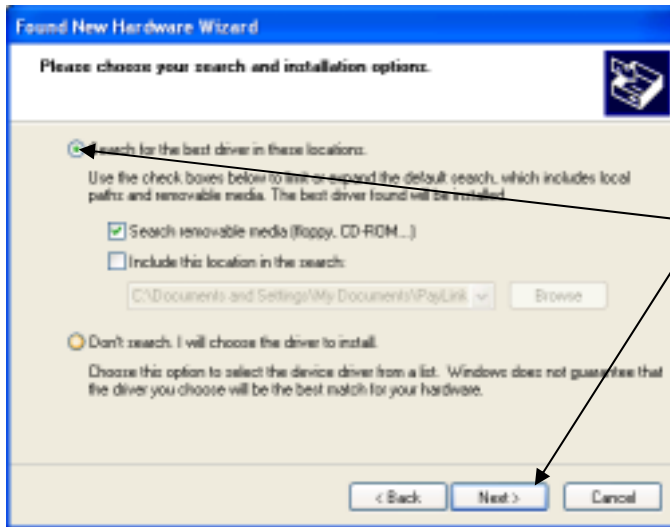 Found New Hardware Wizard
Please choose your search and installation options.
Search for the best driver in these locations.
Use the check boxes below to limit or expand the default search, which includes local
paths and removable media. The best driver found will be installed.
Search removable media (floppy, CD-ROM...)
Include this location in the search:
C:\Documents and Settings\My Documents\PayLink
Browse
Don't search. I will choose the driver to install.
Choose this option to select the device driver from a list. Windows does not guarantee that
the driver you choose will be the best match for your hardware.
< Back
Next >
Cancel